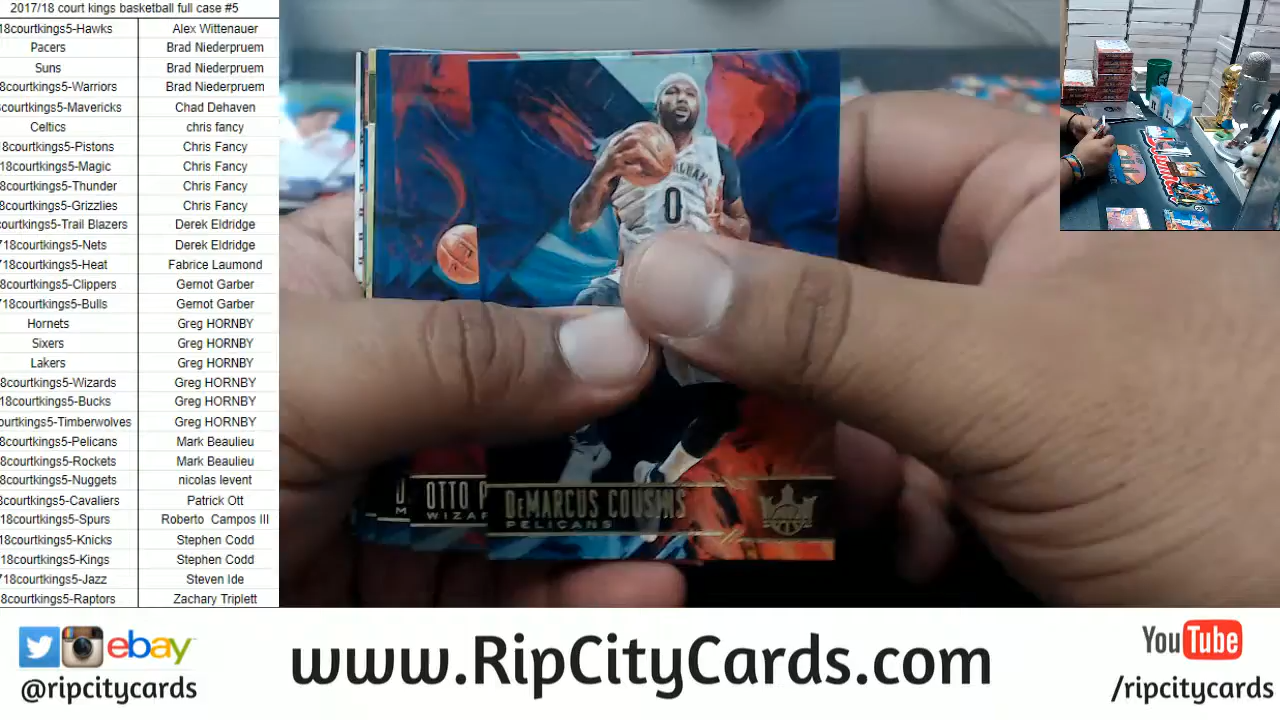 2017/18 court kings basketball full case #5
18courtkings5-Hawks Alex Wittenauer
Pacers Brad Niederpruem
Suns Brad Niederpruem
8courtkings5-Warriors Brad Niederpruem
courtkings5-Mavericks Chad Dehaven
Celtics chris fancy
8courtkings5-Pistons Chris Fancy
18courtkings5-Magic Chris Fancy
8courtkings5-Thunder Chris Fancy
8courtkings5-Grizzlies Chris Fancy
courtkings5-Trail Blazers Derek Eldridge
718courtkings5-Nets Derek Eldridge
718courtkings5-Heat Fabrice Laumond
8courtkings5-Clippers Gernot Garber
718courtkings5-Bulls Gernot Garber
Hornets Greg HORNBY
Sixers Greg HORNBY
Lakers Greg HORNBY
8courtkings5-Wizards Greg HORNBY
18courtkings5-Bucks Greg HORNBY
ourtkings5-Timberwolves Greg HORNBY
8courtkings5-Pelicans Mark Beaulieu
8courtkings5-Rockets Mark Beaulieu
8courtkings5-Nuggets nicolas levent
courtkings5-Cavaliers Patrick Ott
18courtkings5-Spurs Roberto Campos III
18courtkings5-Knicks Stephen Codd
18courtkings5-Kings Stephen Codd
718courtkings5-Jazz Steven Ide
8courtkings5-Raptors Zachary Triplett
0
J
M
OTTO P
WIZAR
DeMARCUS COUSINS
PELICANS
ebay
@ripcitycards
www.RipCityCards.com
YouTube
/ripcitycards